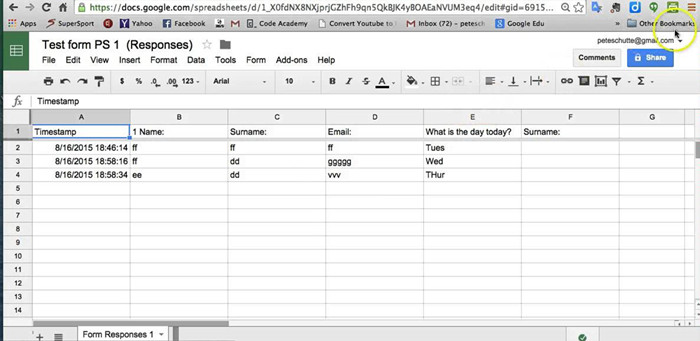 https://docs.google.com/spreadsheets/d/1_X0fdNX8NXjprjGZhFh9qn5QkBJK4yBOAEaNVUM3eq4/edit#gid=6915...
Apps SuperSport Yahoo Code Academy Convert Youtube to Inbox (72) - petesch Google Edu » Other Bookmarks
Test form PS 1 (Responses)
peteschutte@gmail.com
File Edit View Insert Format Data Tools Form Add-ons Help
Comments Share
$ % .0 .00 123 Arial 10 B I S A
fx Timestamp
A B C D E F G
1 Timestamp 1 Name: Surname: Email: What is the day today? Surname:
2 8/16/2015 18:46:14 ff ff ff Tues
3 8/16/2015 18:58:16 ff dd ggggg Wed
4 8/16/2015 18:58:34 ee dd vvv THur
5
6
7
8
9
10
11
12
13
14
+ Form Responses 1